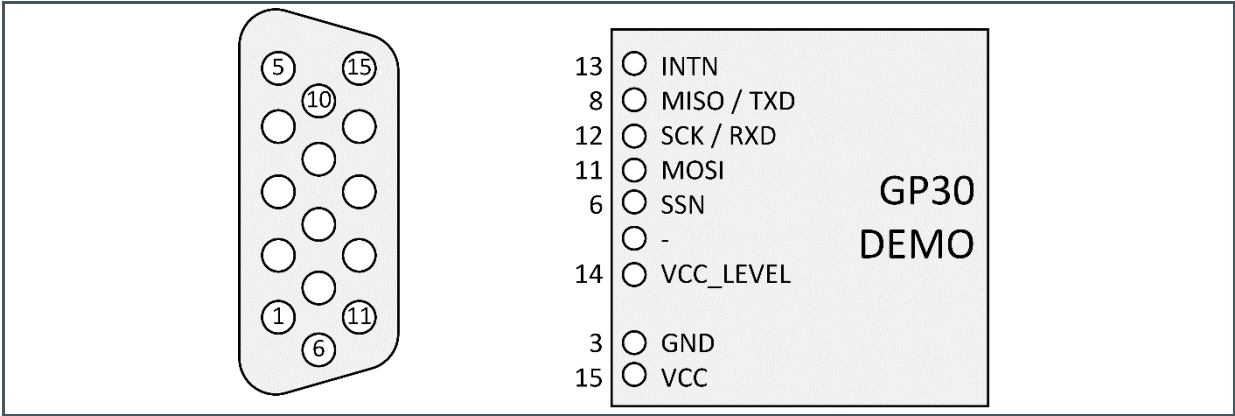 5 15
10
1 11
6
13 INTN
8 MISO / TXD
12 SCK / RXD
11 MOSI
6 SSN
-
14 VCC_LEVEL
3 GND
15 VCC
GP30
DEMO